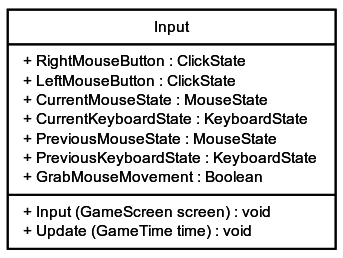 Input
+ RightMouseButton : ClickState
+ LeftMouseButton : ClickState
+ CurrentMouseState : MouseState
+ CurrentKeyboardState : KeyboardState
+ PreviousMouseState : MouseState
+ PreviousKeyboardState : KeyboardState
+ GrabMouseMovement : Boolean
+ Input (GameScreen screen) : void
+ Update (GameTime time) : void